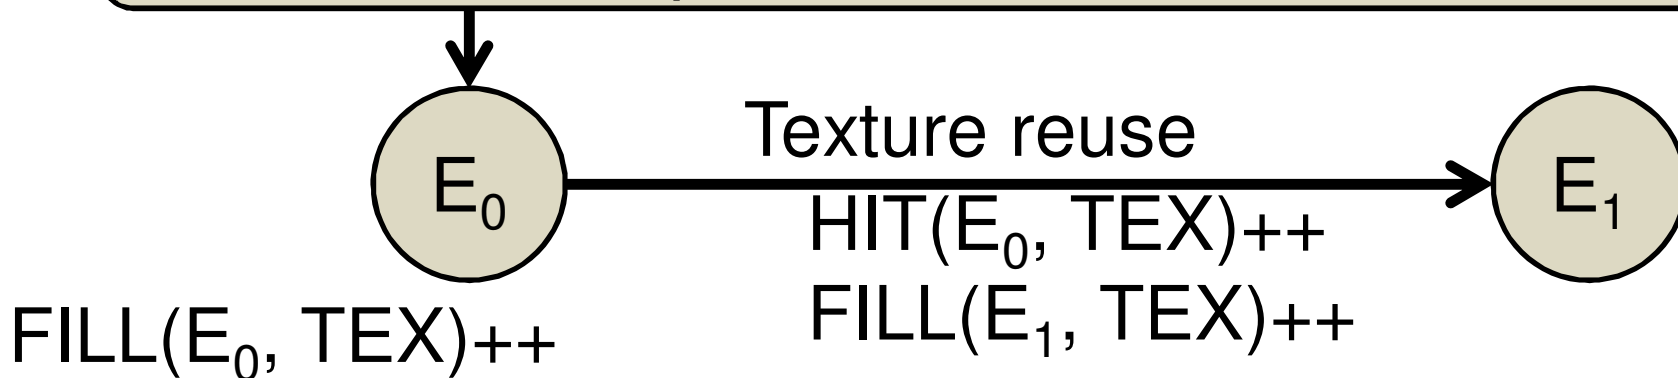 Texture reuse
E₀
E₁
HIT(E₀, TEX)++
FILL(E₁, TEX)++
FILL(E₀, TEX)++